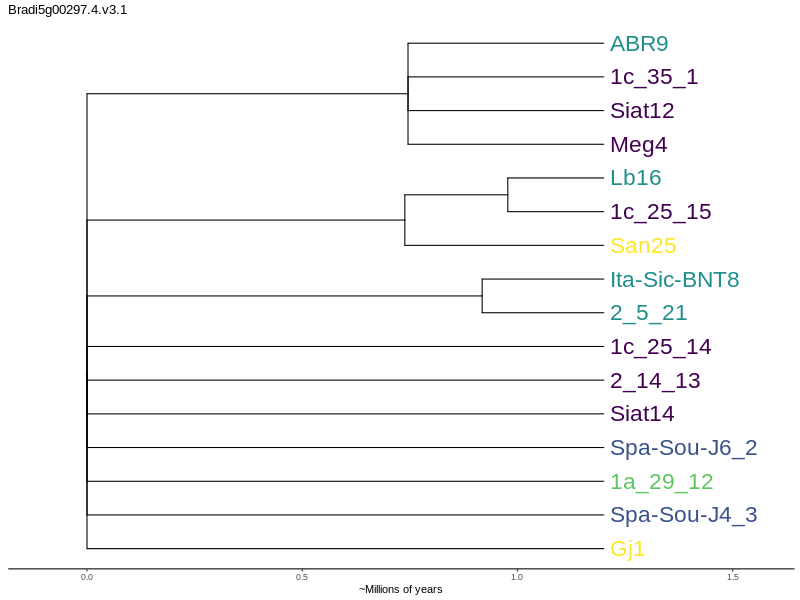 Bradi5g00297.4.v3.1
ABR9
1c_35_1
Siat12
Meg4
Lb16
1c_25_15
San25
Ita-Sic-BNT8
2_5_21
1c_25_14
2_14_13
Siat14
Spa-Sou-J6_2
1a_29_12
Spa-Sou-J4_3
Gj1
0.0 0.5 1.0 1.5
~Millions of years